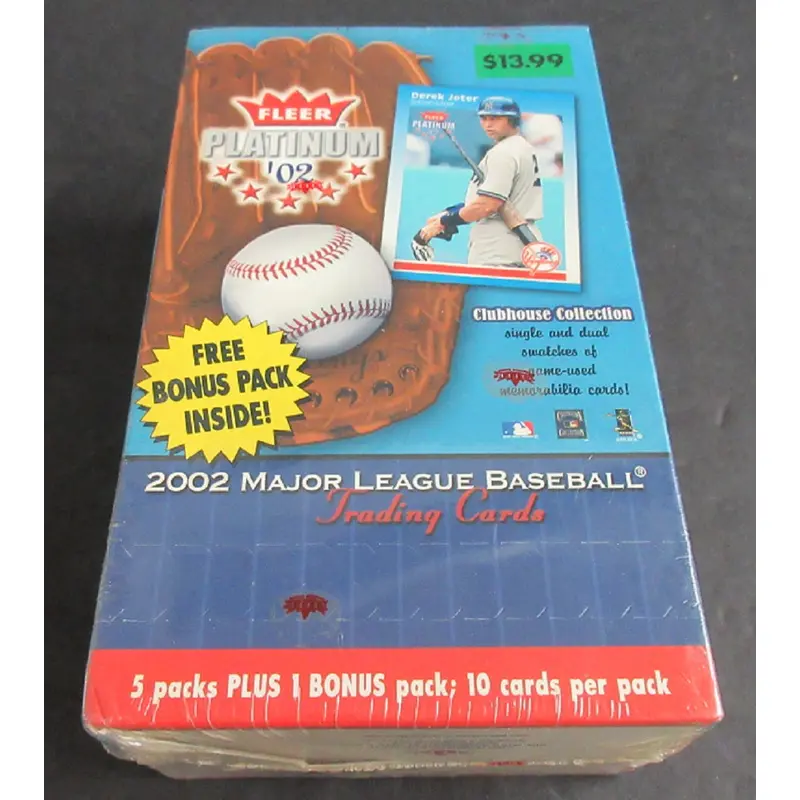 $13.99
FLEER
PLATINUM
'02
Derek Jeter
FLEER
PLATINUM
Clubhouse Collection
single and dual
swatches of
game-used
memorabilia cards!
FREE
BONUS PACK
INSIDE!
2002 MAJOR LEAGUE BASEBALL®
Trading Cards
5 packs PLUS 1 BONUS pack; 10 cards per pack